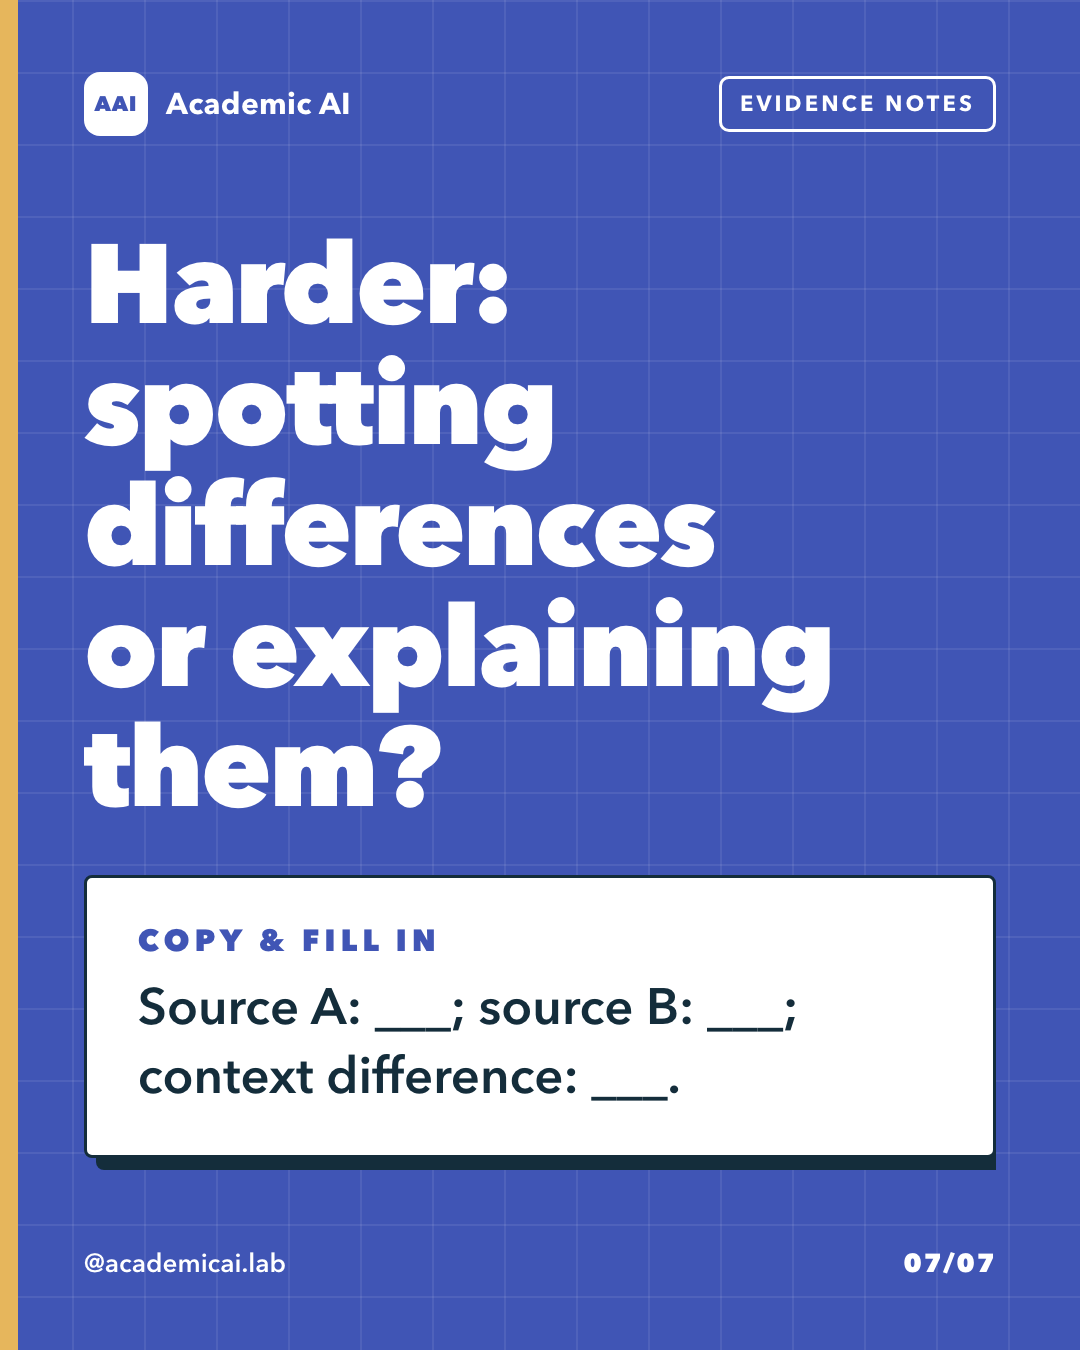 AAI Academic AI
EVIDENCE NOTES
Harder:
spotting
differences
or explaining
them?
COPY & FILL IN
Source A: ___; source B: ___;
context difference: ___.
@academicai.lab
07/07